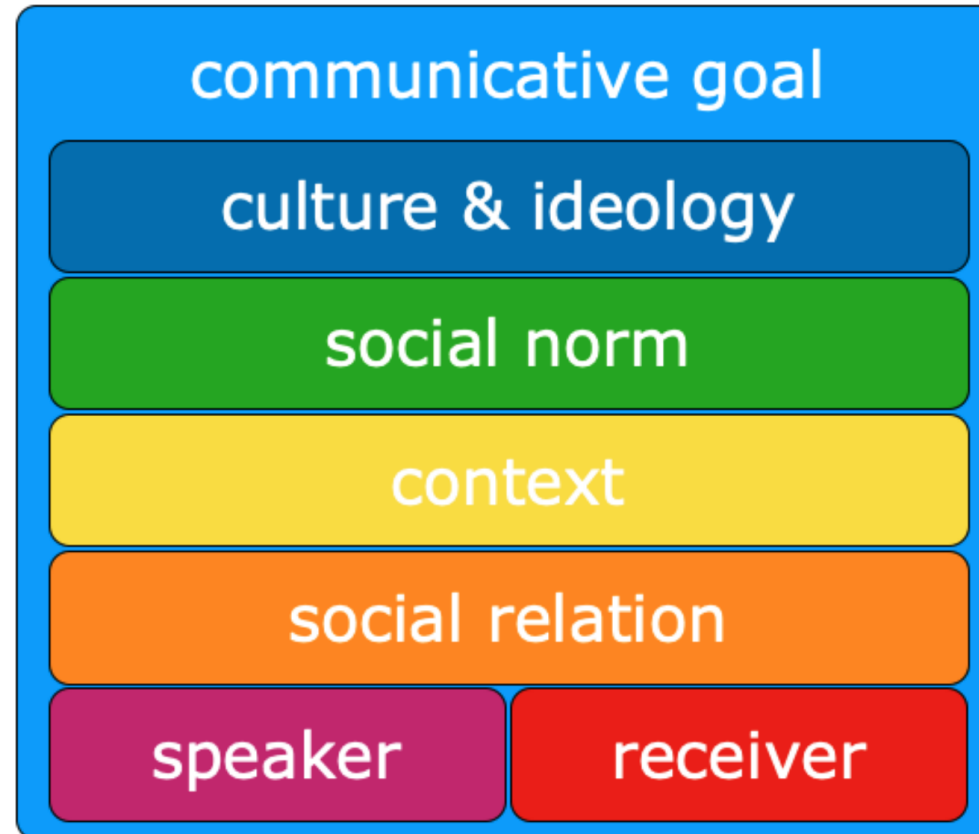 communicative goal
culture & ideology
social norm
context
social relation
speaker receiver